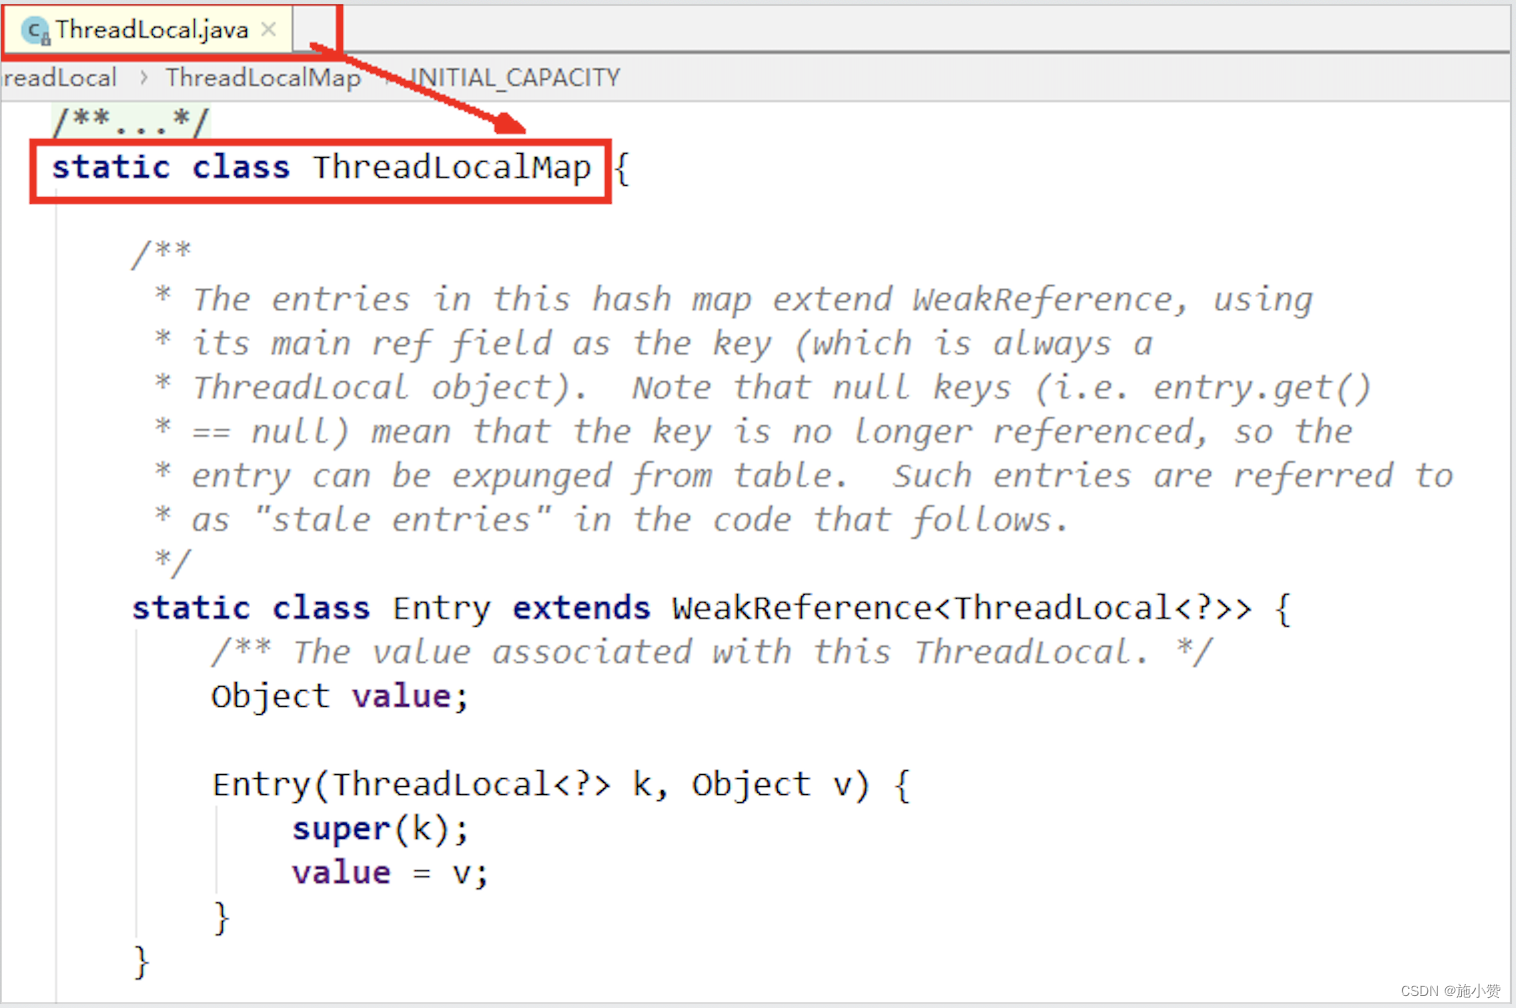 ThreadLocal.java
readLocal > ThreadLocalMap > INITIAL_CAPACITY
/**...*/
static class ThreadLocalMap {
/**
* The entries in this hash map extend WeakReference, using
* its main ref field as the key (which is always a
* ThreadLocal object).  Note that null keys (i.e. entry.get()
* == null) mean that the key is no longer referenced, so the
* entry can be expunged from table.  Such entries are referred to
* as "stale entries" in the code that follows.
*/
static class Entry extends WeakReference<ThreadLocal<?>> {
/** The value associated with this ThreadLocal. */
Object value;
Entry(ThreadLocal<?> k, Object v) {
super(k);
value = v;
}
}
CSDN @施小赞